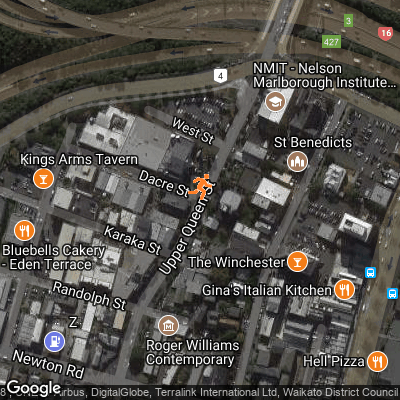 3
16
427
4
NMIT - Nelson
Marlborough Institute...
West St
St Benedicts
Kings Arms Tavern
Dacre St
Upper Queen St
Bluebells Cakery
- Eden Terrace
Karaka St
The Winchester
Gina's Italian Kitchen
Randolph St
Z
Roger Williams
Contemporary
Newton Rd
Hell Pizza
Google
DigitalGlobe, Terralink International Ltd, Waikato District Council